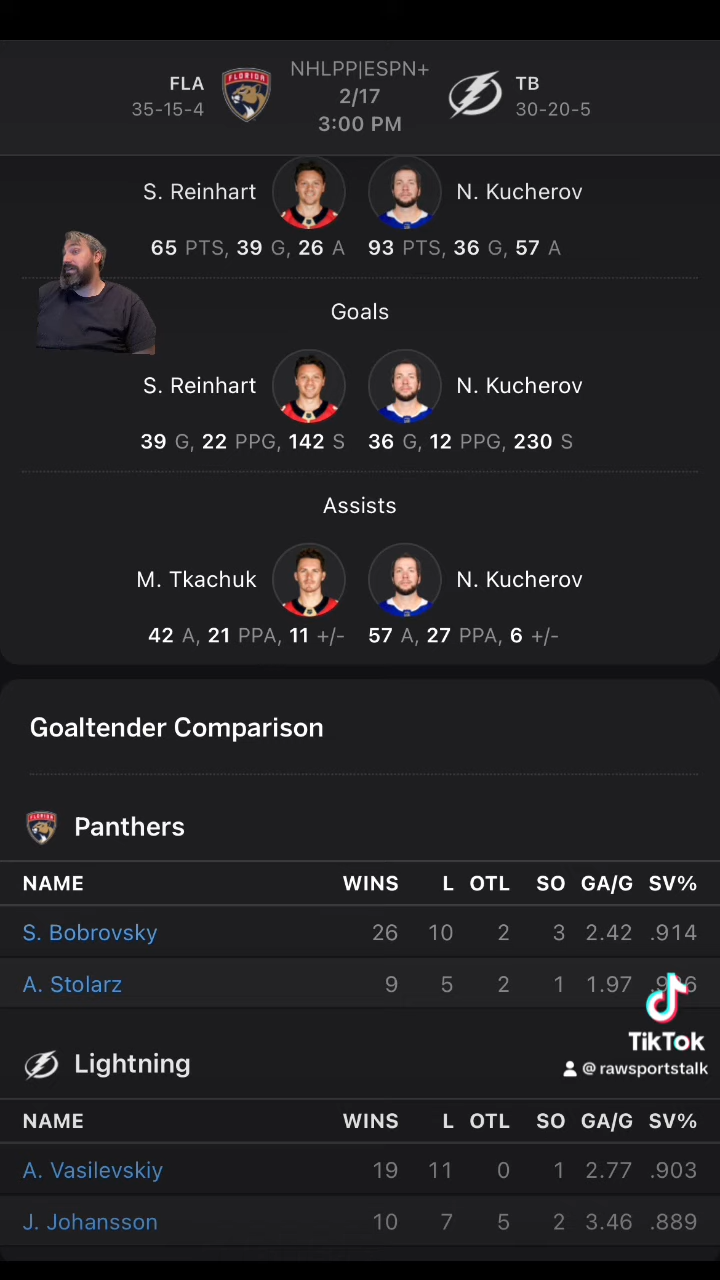 FLA
35-15-4
FLORIDA
NHLPP|ESPN+
2/17
3:00 PM
TB
30-20-5
S. Reinhart
N. Kucherov
65 PTS, 39 G, 26 A
93 PTS, 36 G, 57 A
Goals
S. Reinhart
N. Kucherov
39 G, 22 PPG, 142 S
36 G, 12 PPG, 230 S
Assists
M. Tkachuk
N. Kucherov
42 A, 21 PPA, 11 +/-
57 A, 27 PPA, 6 +/-
Goaltender Comparison
Panthers
NAME WINS L OTL SO GA/G SV%
S. Bobrovsky 26 10 2 3 2.42 .914
A. Stolarz 9 5 2 1 1.97
TikTok
@rawsportstalk
Lightning
NAME WINS L OTL SO GA/G SV%
A. Vasilevskiy 19 11 0 1 2.77 .903
J. Johansson 10 7 5 2 3.46 .889